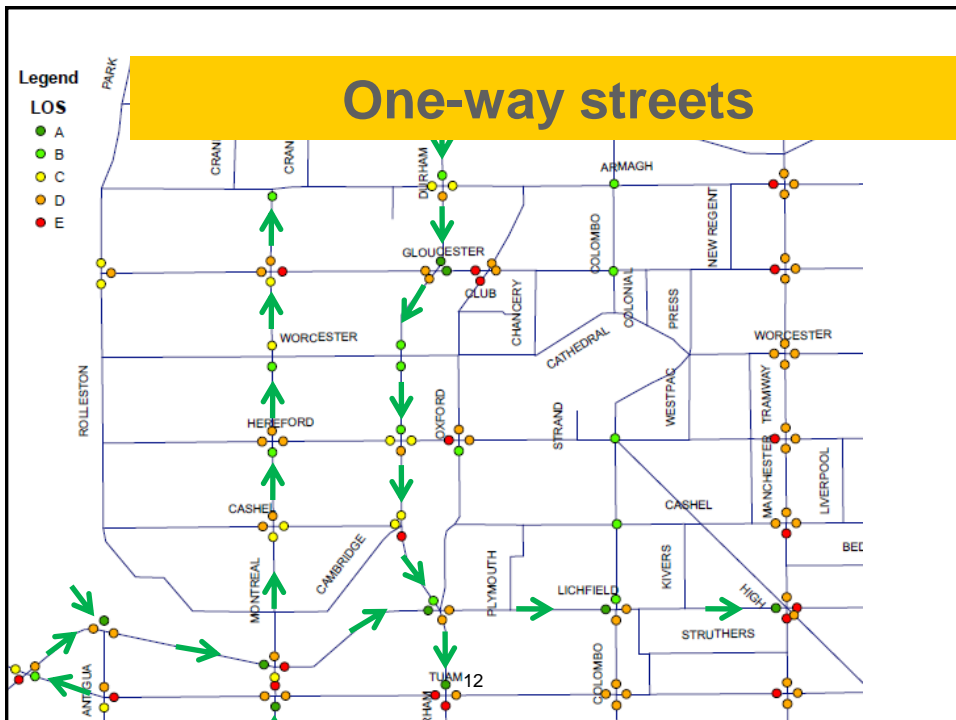 One-way streets
Legend
LOS
A
B
C
D
E
PARK
CRAN
CRAN
DURHAM
ARMAGH
GLOUCESTER
CLUB
CHANCERY
COLOMBO
COLONIAL
NEW REGENT
PRESS
WORCESTER
CATHEDRAL
WORCESTER
ROLLESTON
HEREFORD
OXFORD
STRAND
WESTPAC
TRAMWAY
MANCHESTER
LIVERPOOL
CASHEL
CASHEL
CAMBRIDGE
MONTREAL
PLYMOUTH
LICHFIELD
KIVERS
HIGH
BED
STRUTHERS
ANTIGUA
TUAM
12
RHAM
COLOMBO